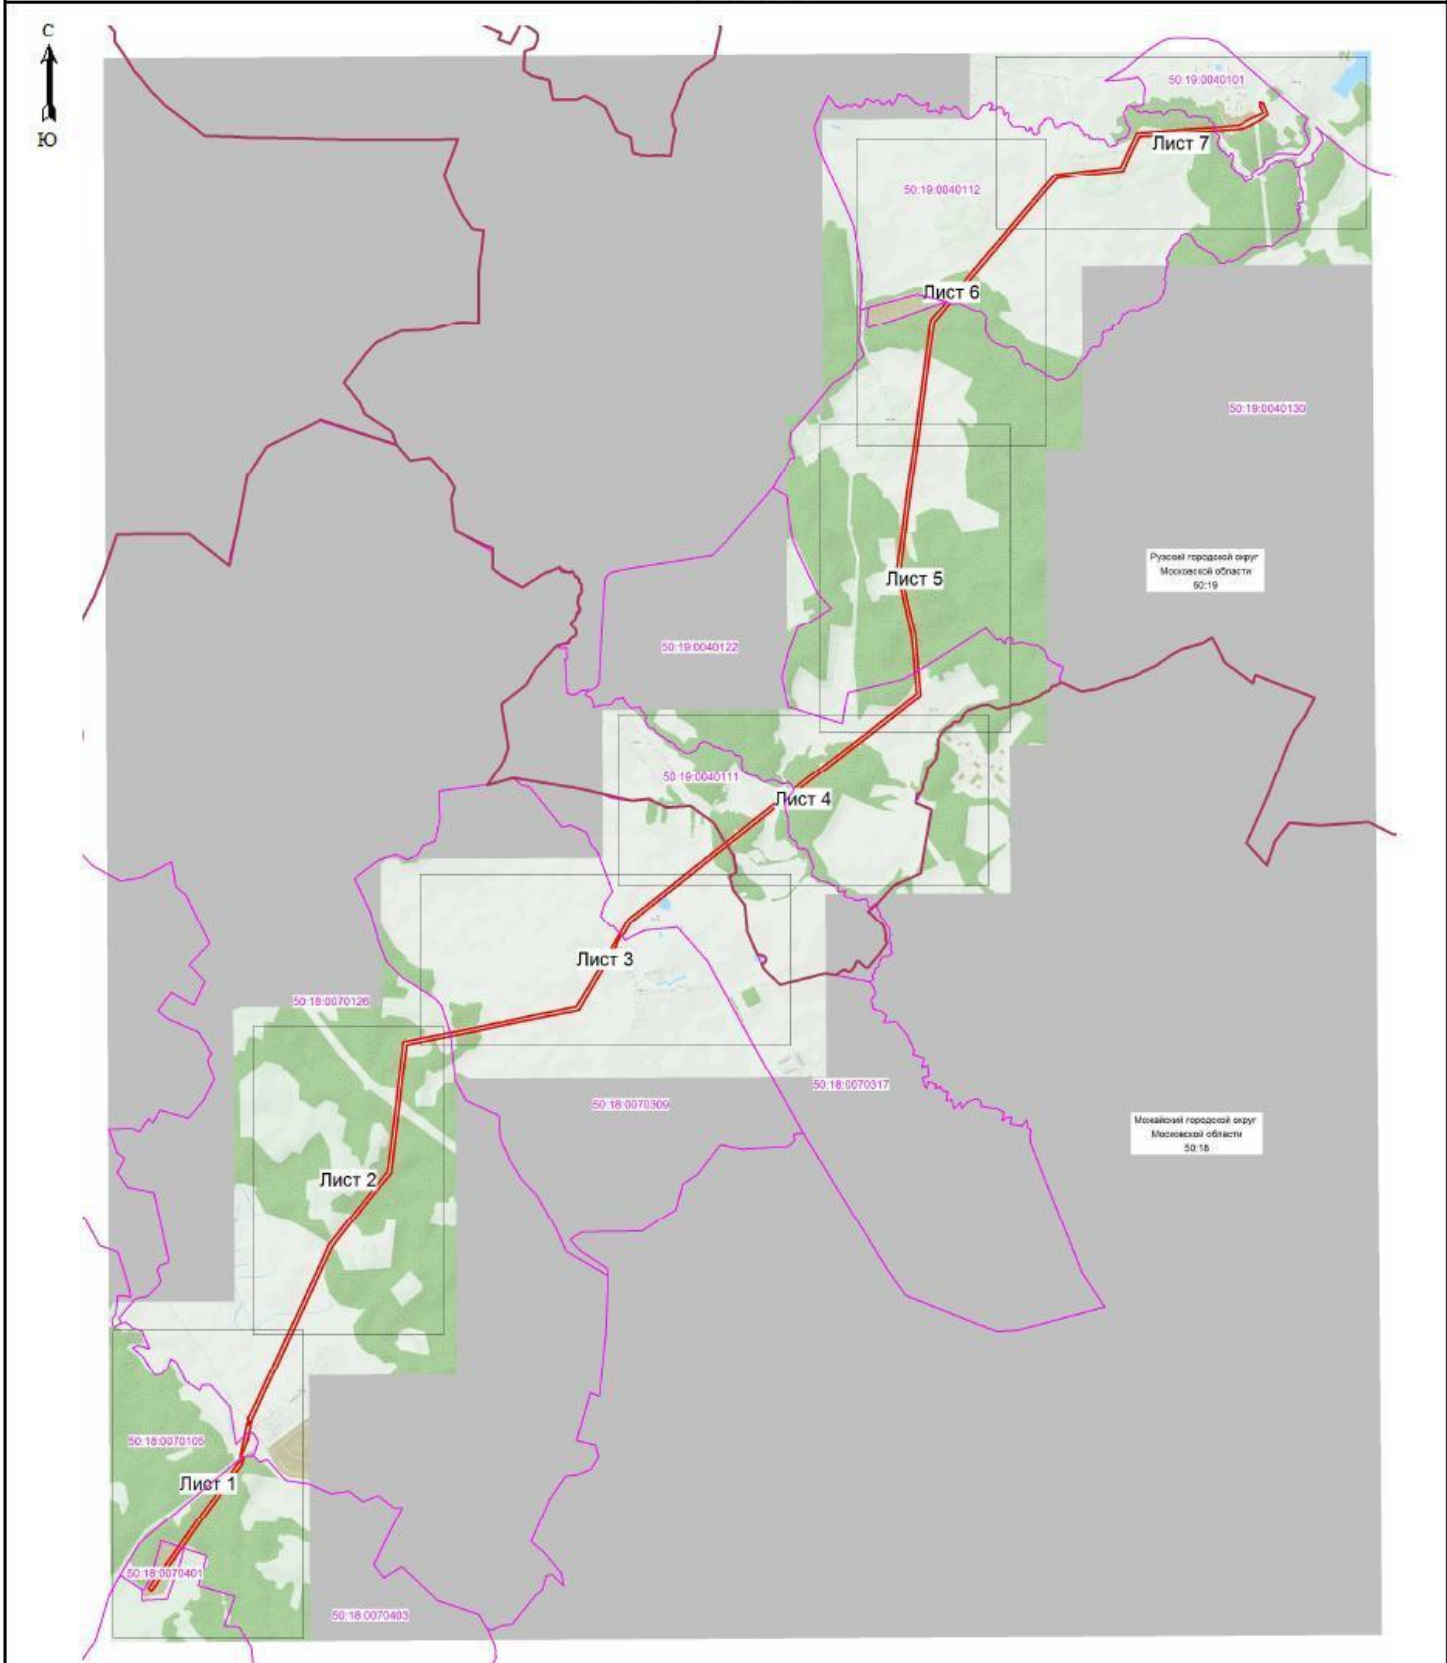 С
Ю
50:19:0040101
Лист 7
50:19:0040112
Лист 6
50:19:0040130
Рузский городской округ
Московской области
50:19
Лист 5
50:19:0040122
50:19:0040111
Лист 4
Лист 3
50:18:0070126
50:18:0070317
50:18:0070309
Можайский городской округ
Московской области
50:18
Лист 2
50:18:0070105
Лист 1
50:18:0070401
50:18:0070403